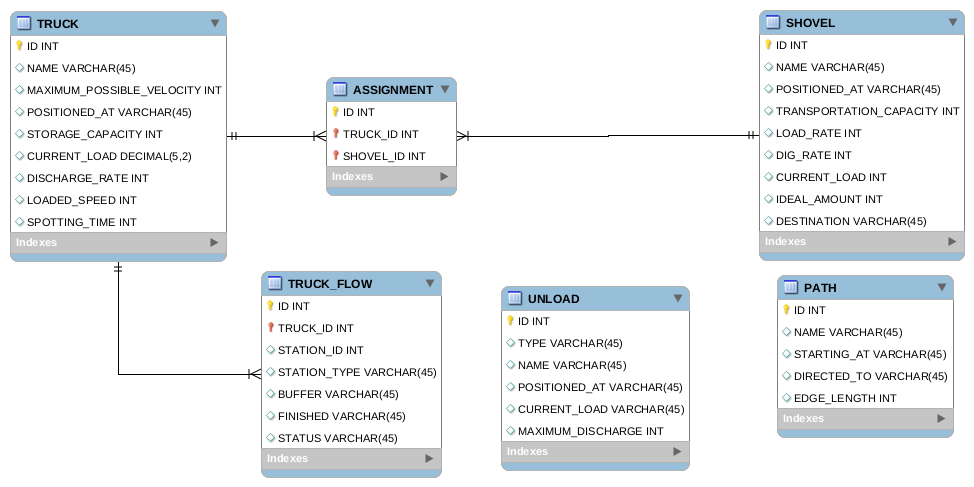 TRUCK
ID INT
NAME VARCHAR(45)
MAXIMUM_POSSIBLE_VELOCITY INT
POSITIONED_AT VARCHAR(45)
STORAGE_CAPACITY INT
CURRENT_LOAD DECIMAL(5,2)
DISCHARGE_RATE INT
LOADED_SPEED INT
SPOTTING_TIME INT
Indexes
ASSIGNMENT
ID INT
TRUCK_ID INT
SHOVEL_ID INT
Indexes
SHOVEL
ID INT
NAME VARCHAR(45)
POSITIONED_AT VARCHAR(45)
TRANSPORTATION_CAPACITY INT
LOAD_RATE INT
DIG_RATE INT
CURRENT_LOAD INT
IDEAL_AMOUNT INT
DESTINATION VARCHAR(45)
Indexes
TRUCK_FLOW
ID INT
TRUCK_ID INT
STATION_ID INT
STATION_TYPE VARCHAR(45)
BUFFER VARCHAR(45)
FINISHED VARCHAR(45)
STATUS VARCHAR(45)
Indexes
UNLOAD
ID INT
TYPE VARCHAR(45)
NAME VARCHAR(45)
POSITIONED_AT VARCHAR(45)
CURRENT_LOAD VARCHAR(45)
MAXIMUM_DISCHARGE INT
Indexes
PATH
ID INT
NAME VARCHAR(45)
STARTING_AT VARCHAR(45)
DIRECTED_TO VARCHAR(45)
EDGE_LENGTH INT
Indexes